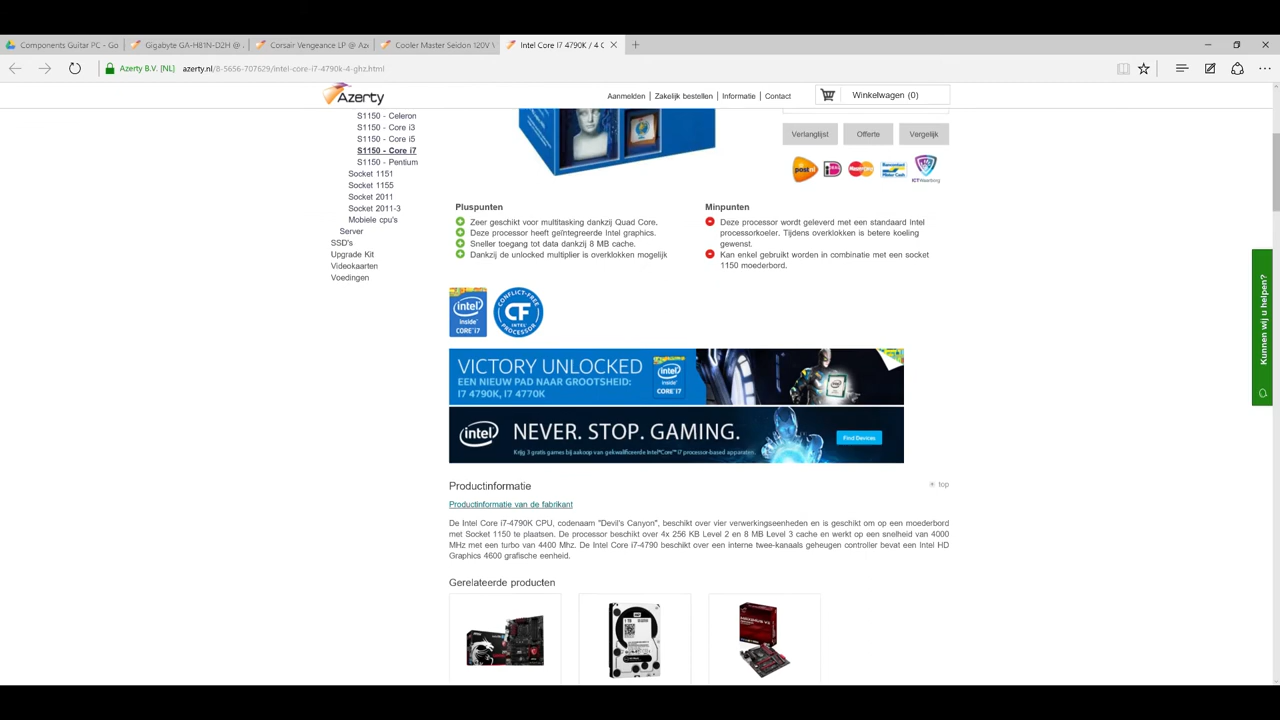 Components Guitar PC - Go
Gigabyte GA-H81N-D2H @
Corsair Vengeance LP @ Aze
Cooler Master Seidon 120V
Intel Core I7 4790K / 4 G
Azerty B.V. [NL]
azerty.nl/8-5656-707629/intel-core-i7-4790k-4-ghz.html
Azerty
Aanmelden | Zakelijk bestellen | Informatie | Contact
Winkelwagen (0)
S1150 - Celeron
S1150 - Core i3
S1150 - Core i5
S1150 - Core i7
S1150 - Pentium
Socket 1151
Socket 1155
Socket 2011
Socket 2011-3
Mobiele cpu's
Server
SSD's
Upgrade Kit
Videokaarten
Voedingen
Verlanglijst
Offerte
Vergelijk
Pluspunten
Zeer geschikt voor multitasking dankzij Quad Core.
Deze processor heeft geïntegreerde Intel graphics.
Sneller toegang tot data dankzij 8 MB cache.
Dankzij de unlocked multiplier is overklokken mogelijk
Minpunten
Deze processor wordt geleverd met een standaard Intel
processorkoeler. Tijdens overklokken is betere koeling
gewenst.
Kan enkel gebruikt worden in combinatie met een socket
1150 moederbord.
intel
inside
CORE i7
CONFLICT-FREE
CF
INTEL
PROCESSOR
VICTORY UNLOCKED
EEN NIEUW PAD NAAR GROOTSHEID:
I7 4790K, I7 4770K
intel
inside
CORE i7
intel
NEVER. STOP. GAMING.
Krijg 3 gratis games bij aankoop van gekwalificeerde Intel® Core™ i7 processor-based apparaten.
Find Devices
Kunnen wij u helpen?
Productinformatie
top
Productinformatie van de fabrikant
De Intel Core i7-4790K CPU, codenaam "Devil's Canyon", beschikt over vier verwerkingseenheden en is geschikt om op een moederbord
met Socket 1150 te plaatsen. De processor beschikt over 4x 256 KB Level 2 en 8 MB Level 3 cache en werkt op een snelheid van 4000
MHz met een turbo van 4400 Mhz. De Intel Core i7-4790 beschikt over een interne twee-kanaals geheugen controller bevat een Intel HD
Graphics 4600 grafische eenheid.
Gerelateerde producten